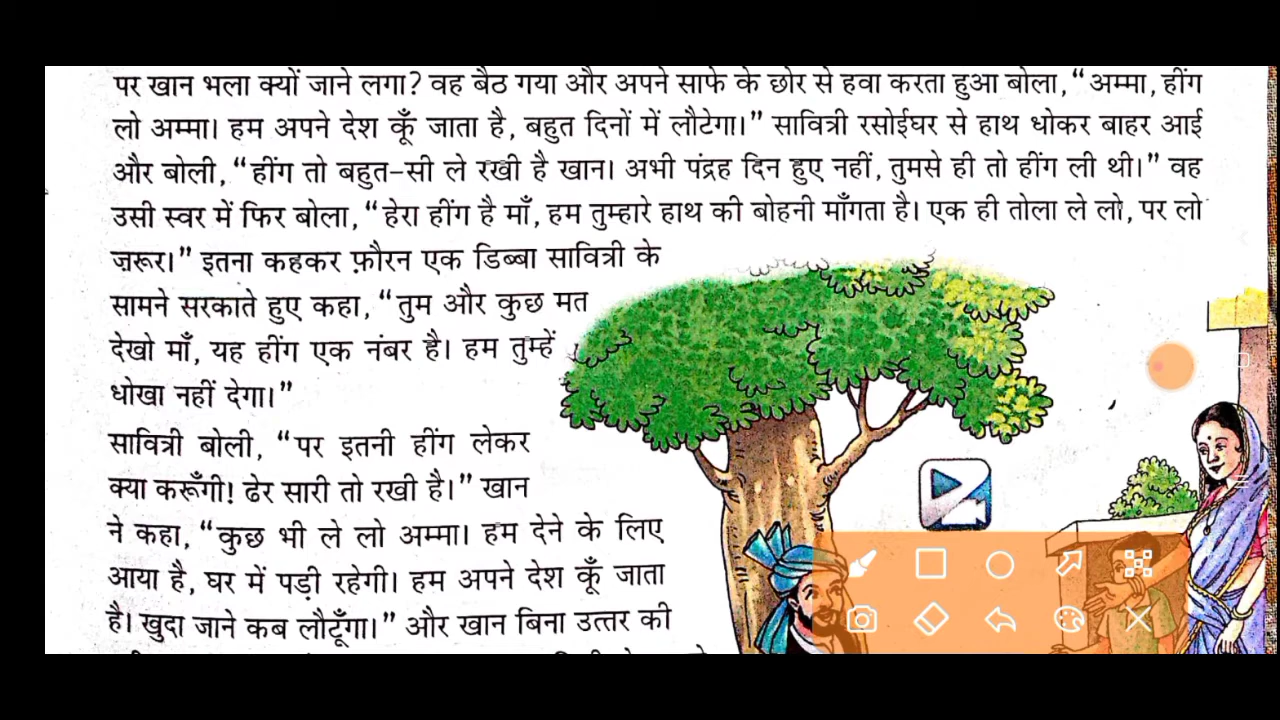 पर खान भला क्यों जाने लगा? वह बैठ गया और अपने साफे के छोर से हवा करता हुआ बोला, “अम्मा, हींग
लो अम्मा। हम अपने देश कूँ जाता है, बहुत दिनों में लौटेगा।” सावित्री रसोईघर से हाथ धोकर बाहर आई
और बोली, “हींग तो बहुत-सी ले रखी है खान। अभी पंद्रह दिन हुए नहीं, तुमसे ही तो हींग ली थी।” वह
उसी स्वर में फिर बोला, “हेरा हींग है माँ, हम तुम्हारे हाथ की बोहनी माँगता है। एक ही तोला ले लो, पर लो
ज़रूर।” इतना कहकर फ़ौरन एक डिब्बा सावित्री के
सामने सरकाते हुए कहा, “तुम और कुछ मत
देखो माँ, यह हींग एक नंबर है। हम तुम्हें
धोखा नहीं देगा।”
सावित्री बोली, “पर इतनी हींग लेकर
क्या करूँगी! ढेर सारी तो रखी है।” खान
ने कहा, “कुछ भी ले लो अम्मा। हम देने के लिए
आया है, घर में पड़ी रहेगी। हम अपने देश कूँ जाता
है। खुदा जाने कब लौटूँगा।” और खान बिना उत्तर की